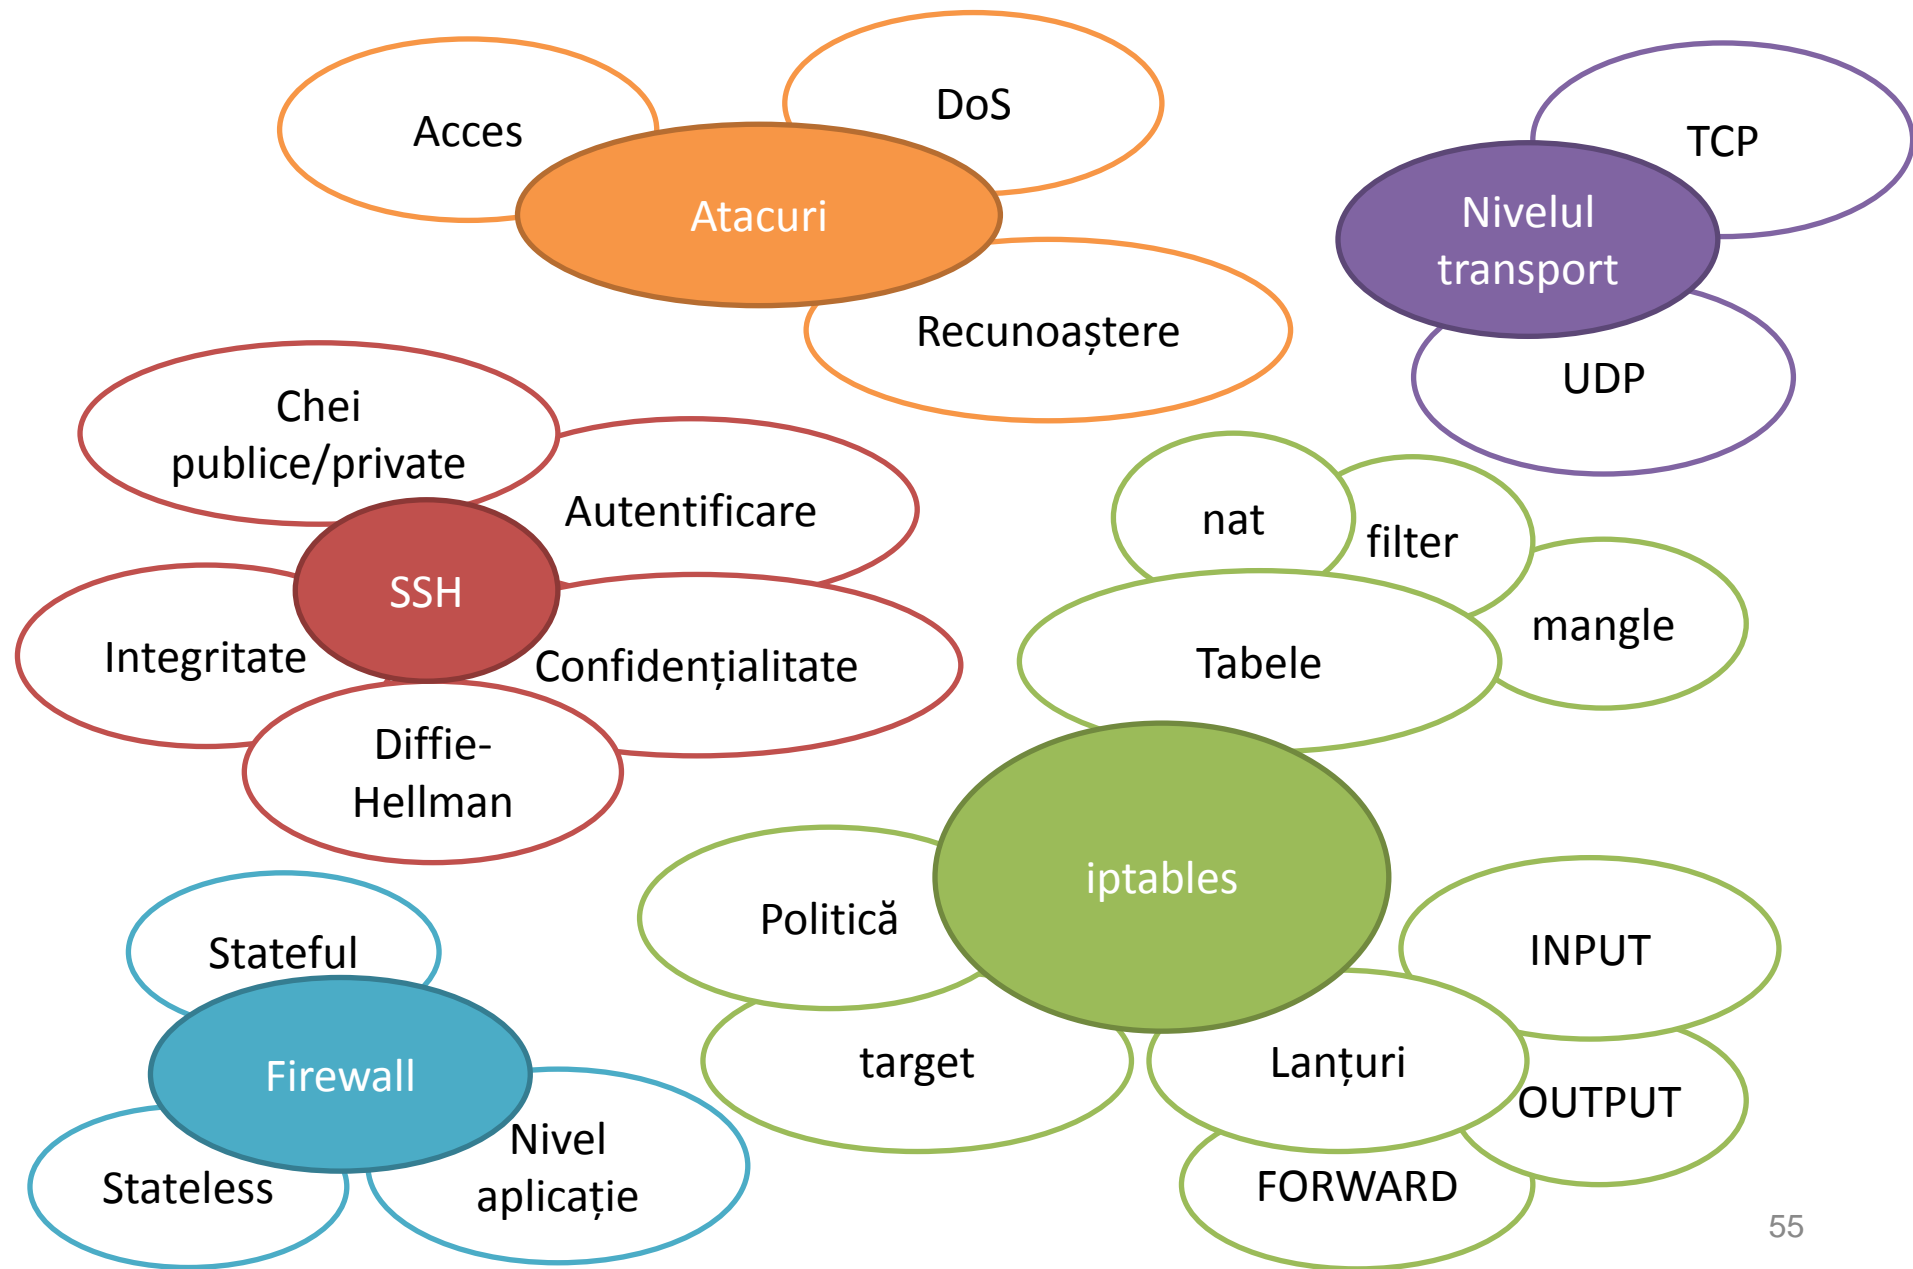 Acces
DoS
Atacuri
Recunoaștere
TCP
Nivelul
transport
UDP
Chei
publice/private
Autentificare
SSH
Integritate
Confidențialitate
Diffie-
Hellman
nat
filter
mangle
Tabele
iptables
Politică
target
Lanțuri
INPUT
OUTPUT
FORWARD
Stateful
Firewall
Stateless
Nivel
aplicație
55